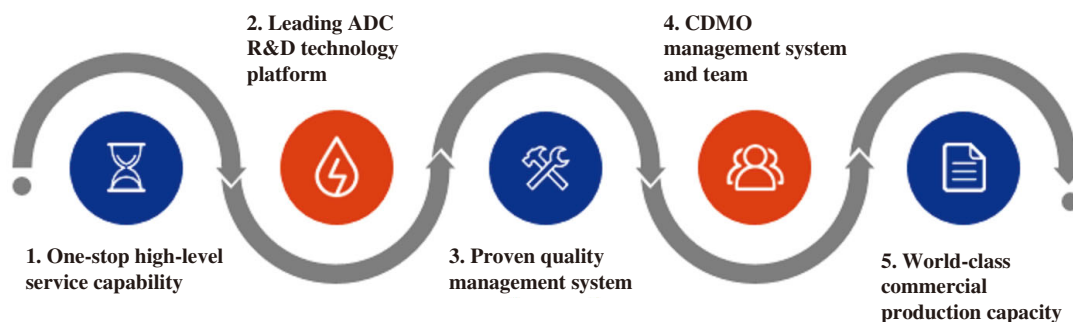 1. One-stop high-level
service capability
2. Leading ADC
R&D technology
platform
3. Proven quality
management system
4. CDMO
management system
and team
5. World-class
commercial
production capacity